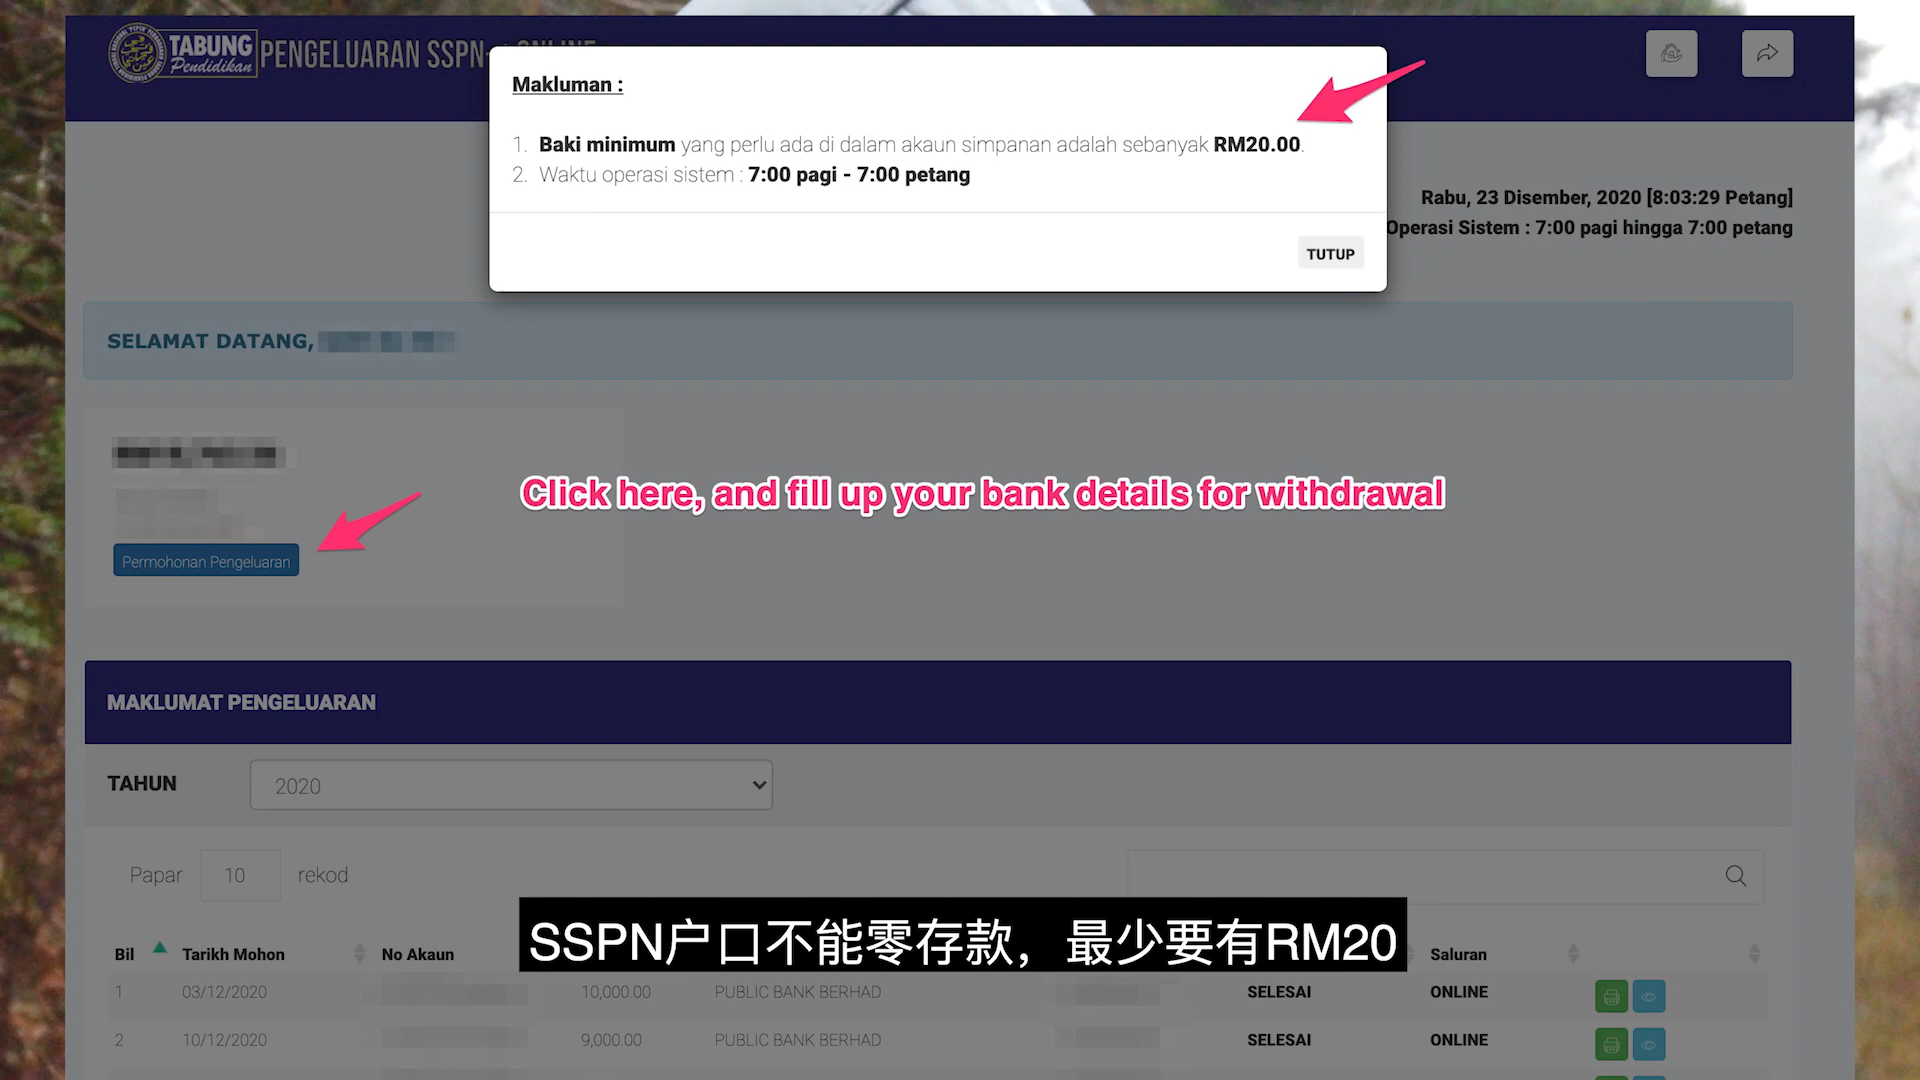 TABUNG
Pendidikan
PENGELUARAN SSPN-i ONLINE
Makluman :
1. Baki minimum yang perlu ada di dalam akaun simpanan adalah sebanyak RM20.00.
2. Waktu operasi sistem : 7:00 pagi - 7:00 petang
TUTUP
Rabu, 23 Disember, 2020 [8:03:29 Petang]
Operasi Sistem : 7:00 pagi hingga 7:00 petang
SELAMAT DATANG,
Click here, and fill up your bank details for withdrawal
Permohonan Pengeluaran
MAKLUMAT PENGELUARAN
TAHUN 2020
Papar 10 rekod
SSPN户口不能零存款，最少要有RM20
Bil Tarikh Mohon No Akaun Saluran
1 03/12/2020 10,000.00 PUBLIC BANK BERHAD SELESAI ONLINE
2 10/12/2020 9,000.00 PUBLIC BANK BERHAD SELESAI ONLINE